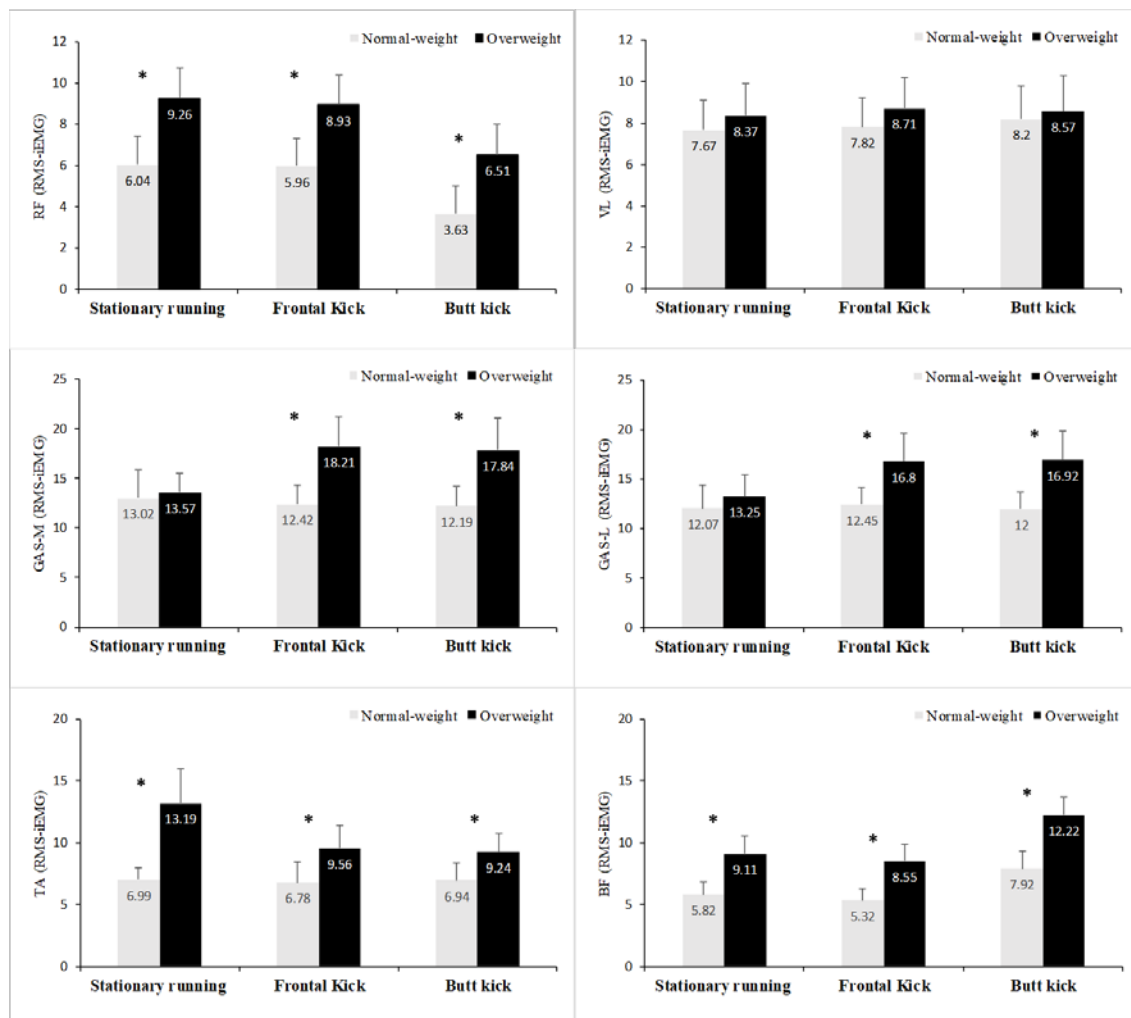 Normal-weight Overweight
12
10
8
6
4
2
0
RF (RMS-iEMG)
* * *
6.04 9.26 5.96 8.93 3.63 6.51
Stationary running Frontal Kick Butt kick
Normal-weight Overweight
12
10
8
6
4
2
0
VL (RMS-iEMG)
7.67 8.37 7.82 8.71 8.2 8.57
Stationary running Frontal Kick Butt kick
Normal-weight Overweight
25
20
15
10
5
0
GAS-M (RMS-iEMG)
* *
13.02 13.57 12.42 18.21 12.19 17.84
Stationary running Frontal Kick Butt kick
Normal-weight Overweight
25
20
15
10
5
0
GAS-L (RMS-iEMG)
* *
12.07 13.25 12.45 16.8 12 16.92
Stationary running Frontal Kick Butt kick
Normal-weight Overweight
20
15
10
5
0
TA (RMS-iEMG)
* * *
6.99 13.19 6.78 9.56 6.94 9.24
Stationary running Frontal Kick Butt kick
Normal-weight Overweight
20
15
10
5
0
BF (RMS-iEMG)
* * *
5.82 9.11 5.32 8.55 7.92 12.22
Stationary running Frontal Kick Butt kick